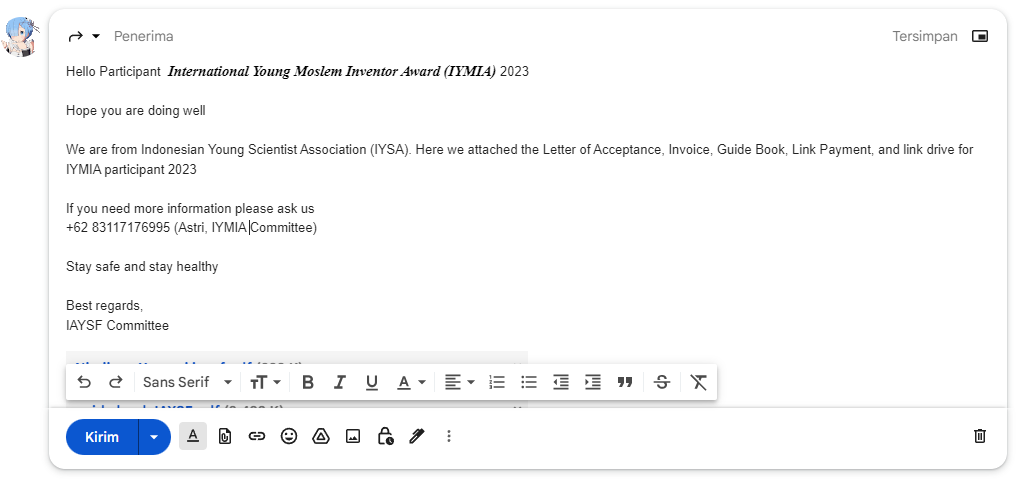 Penerima
Tersimpan
Hello Participant International Young Moslem Inventor Award (IYMIA) 2023
Hope you are doing well
We are from Indonesian Young Scientist Association (IYSA). Here we attached the Letter of Acceptance, Invoice, Guide Book, Link Payment, and link drive for
IYMIA participant 2023
If you need more information please ask us
+62 83117176995 (Astri, IYMIA Committee)
Stay safe and stay healthy
Best regards,
IAYSF Committee
Sans Serif
Kirim